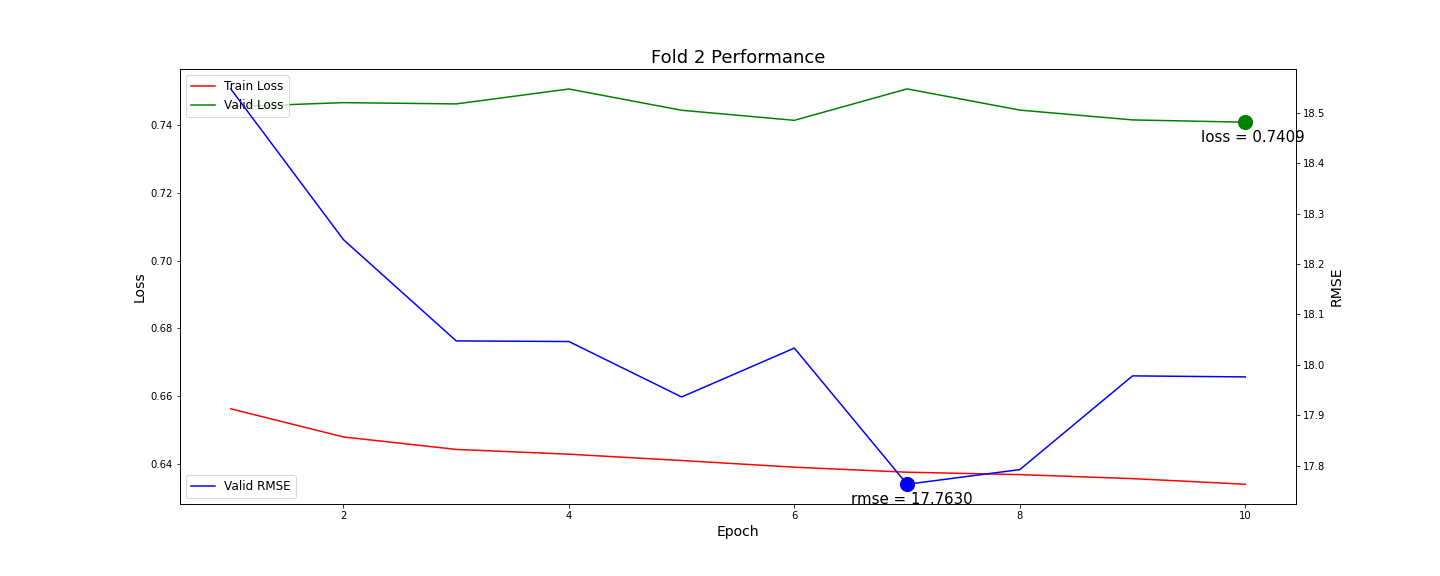 Fold 2 Performance
Train Loss
Valid Loss
0.74
0.72
0.70
0.68
0.66
0.64
Loss
18.5
18.4
18.3
18.2
18.1
18.0
17.9
17.8
RMSE
loss = 0.7409
rmse = 17.7630
Valid RMSE
2
4
6
8
10
Epoch